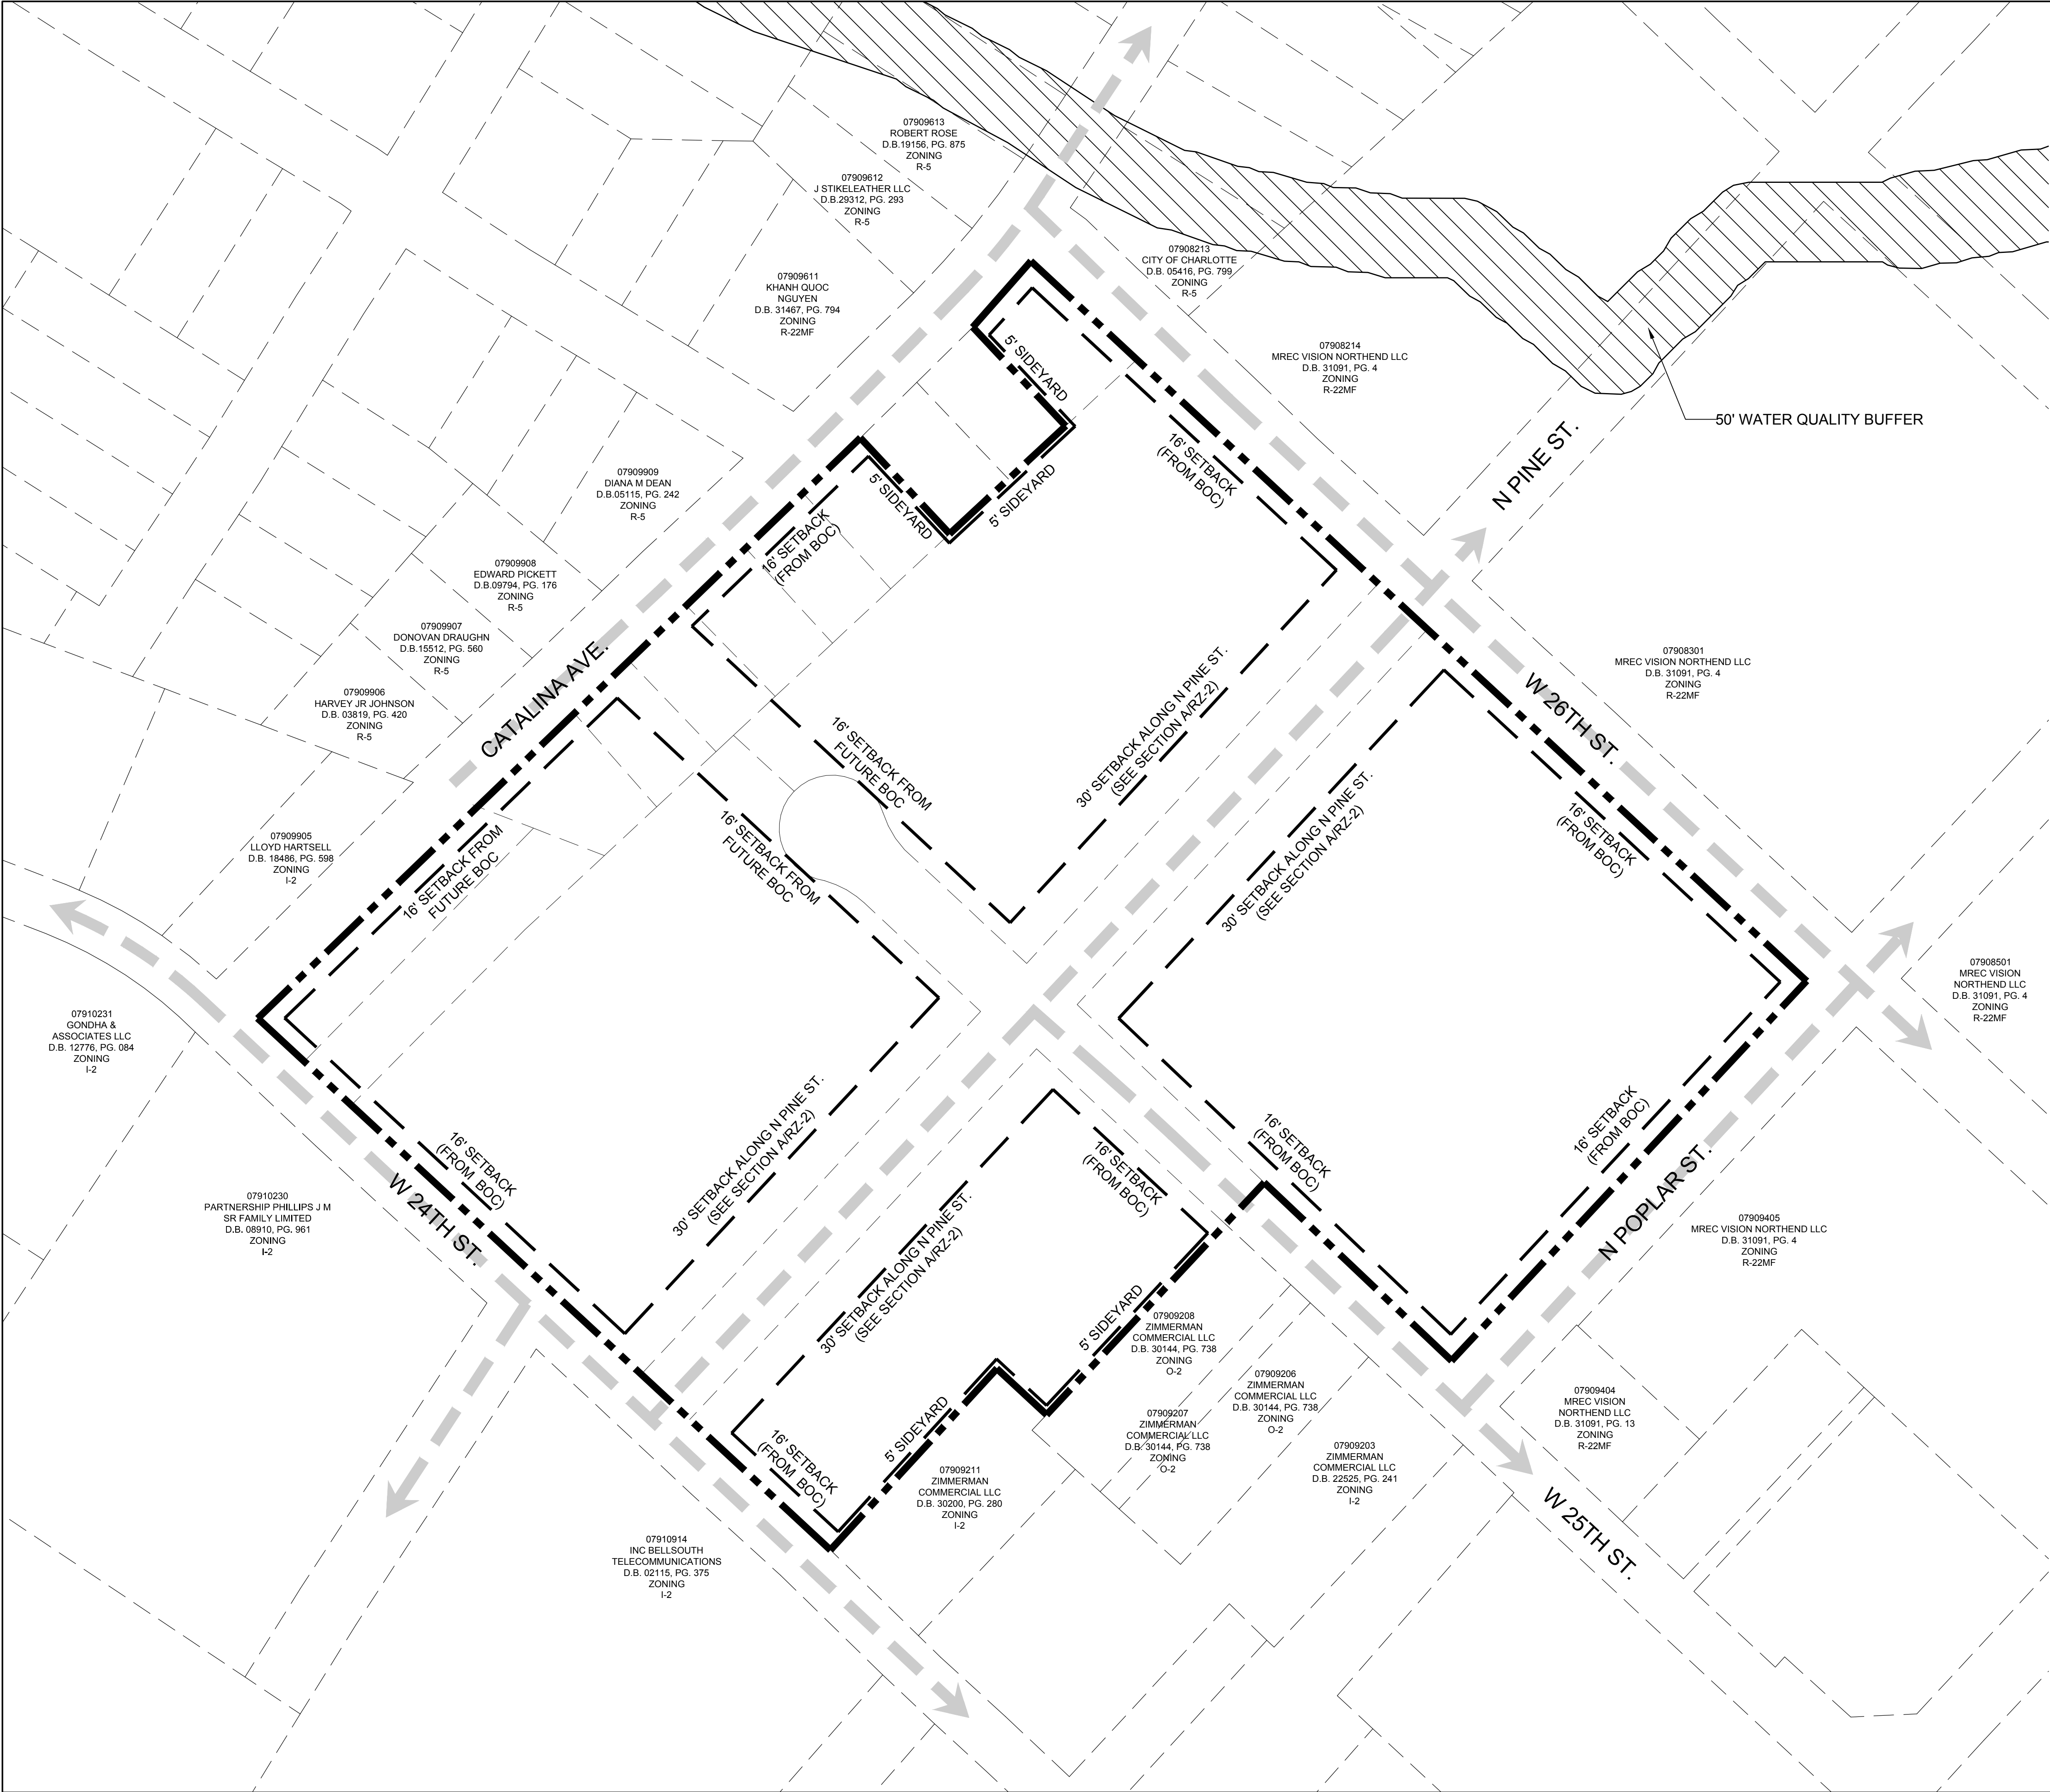 07909613
ROBERT ROSE
D.B.19156, PG. 875
ZONING
R-5
07909612
J STIKELEATHER LLC
D.B.29312, PG. 293
ZONING
R-5
07909611
KHANH QUOC
NGUYEN
D.B. 31467, PG. 794
ZONING
R-22MF
07908213
CITY OF CHARLOTTE
D.B. 05416, PG. 799
ZONING
R-5
07908214
MREC VISION NORTHEND LLC
D.B. 31091, PG. 4
ZONING
R-22MF
50' WATER QUALITY BUFFER
N PINE ST.
5' SIDEYARD
5' SIDEYARD
5' SIDEYARD
16' SETBACK
(FROM BOC)
16' SETBACK
(FROM BOC)
07909909
DIANA M DEAN
D.B.05115, PG. 242
ZONING
R-5
07909908
EDWARD PICKETT
D.B.09794, PG. 176
ZONING
R-5
07909907
DONOVAN DRAUGHN
D.B.15512, PG. 560
ZONING
R-5
07909906
HARVEY JR JOHNSON
D.B. 03819, PG. 420
ZONING
R-5
CATALINA AVE.
07908301
MREC VISION NORTHEND LLC
D.B. 31091, PG. 4
ZONING
R-22MF
W 26TH ST.
16' SETBACK FROM
FUTURE BOC
30' SETBACK ALONG N PINE ST.
(SEE SECTION A/RZ-2)
30' SETBACK ALONG N PINE ST.
(SEE SECTION A/RZ-2)
16' SETBACK
(FROM BOC)
16' SETBACK FROM
FUTURE BOC
16' SETBACK FROM
FUTURE BOC
07909905
LLOYD HARTSELL
D.B. 18486, PG. 598
ZONING
I-2
07910231
GONDHA &
ASSOCIATES LLC
D.B. 12776, PG. 084
ZONING
I-2
07908501
MREC VISION
NORTHEND LLC
D.B. 31091, PG. 4
ZONING
R-22MF
16' SETBACK
(FROM BOC)
W 24TH ST.
30' SETBACK ALONG N PINE ST.
(SEE SECTION A/RZ-2)
30' SETBACK ALONG N PINE ST.
(SEE SECTION A/RZ-2)
16' SETBACK
(FROM BOC)
16' SETBACK
(FROM BOC)
16' SETBACK
(FROM BOC)
N POPLAR ST.
07910230
PARTNERSHIP PHILLIPS J M
SR FAMILY LIMITED
D.B. 08910, PG. 961
ZONING
I-2
07909405
MREC VISION NORTHEND LLC
D.B. 31091, PG. 4
ZONING
R-22MF
5' SIDEYARD
07909208
ZIMMERMAN
COMMERCIAL LLC
D.B. 30144, PG. 738
ZONING
O-2
07909206
ZIMMERMAN
COMMERCIAL LLC
D.B. 30144, PG. 738
ZONING
O-2
07909207
ZIMMERMAN
COMMERCIAL LLC
D.B. 30144, PG. 738
ZONING
O-2
07909404
MREC VISION
NORTHEND LLC
D.B. 31091, PG. 13
ZONING
R-22MF
07909203
ZIMMERMAN
COMMERCIAL LLC
D.B. 22525, PG. 241
ZONING
I-2
5' SIDEYARD
16' SETBACK
(FROM BOC)
07909211
ZIMMERMAN
COMMERCIAL LLC
D.B. 30200, PG. 280
ZONING
I-2
W 25TH ST.
07910914
INC BELLSOUTH
TELECOMMUNICATIONS
D.B. 02115, PG. 375
ZONING
I-2